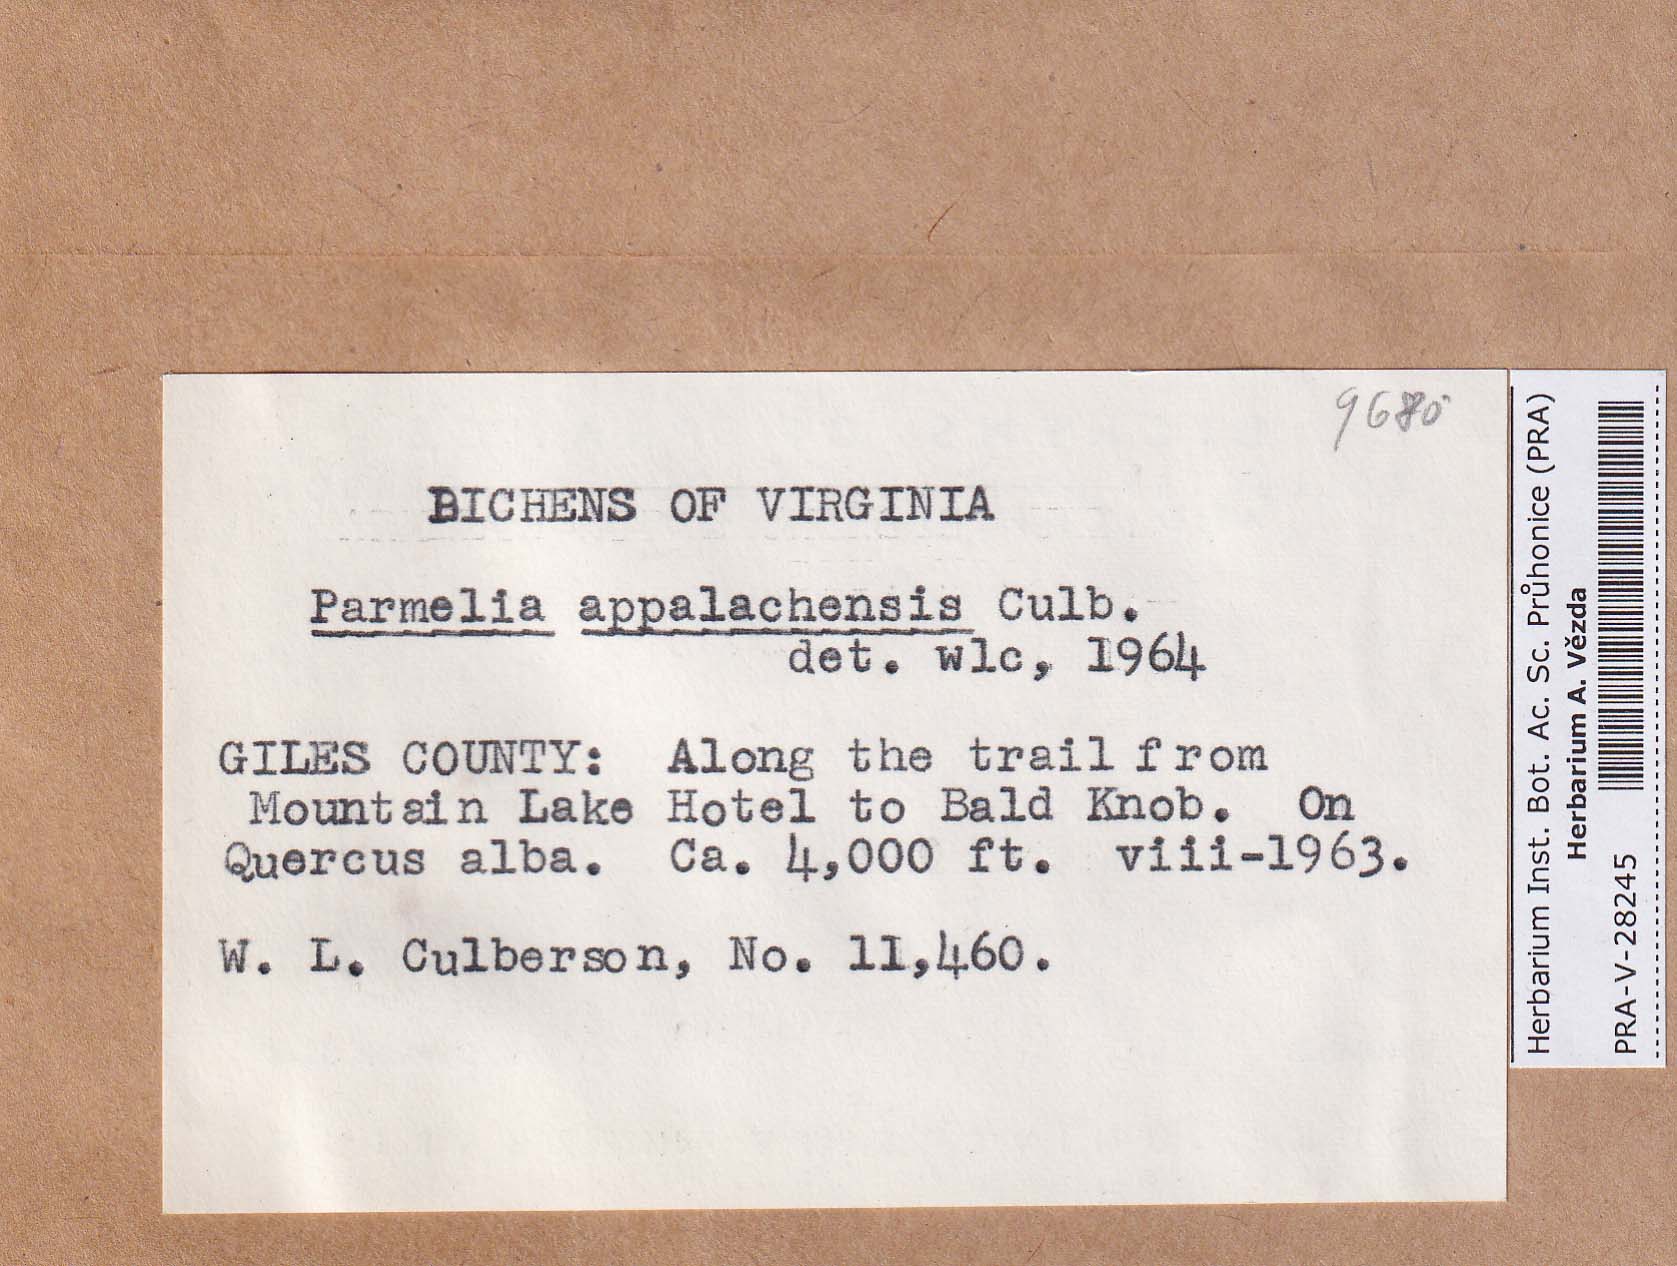 9680
BICHENS OF VIRGINIA
Parmelia appalachensis Culb.
det. wlc, 1964
GILES COUNTY: Along the trail from
Mountain Lake Hotel to Bald Knob. On
Quercus alba. Ca. 4,000 ft. viii-1963.
W. L. Culberson, No. 11,460.
Herbarium Inst. Bot. Ac. Sc. Průhonice (PRA)
Herbarium A. Vězda
PRA-V-28245